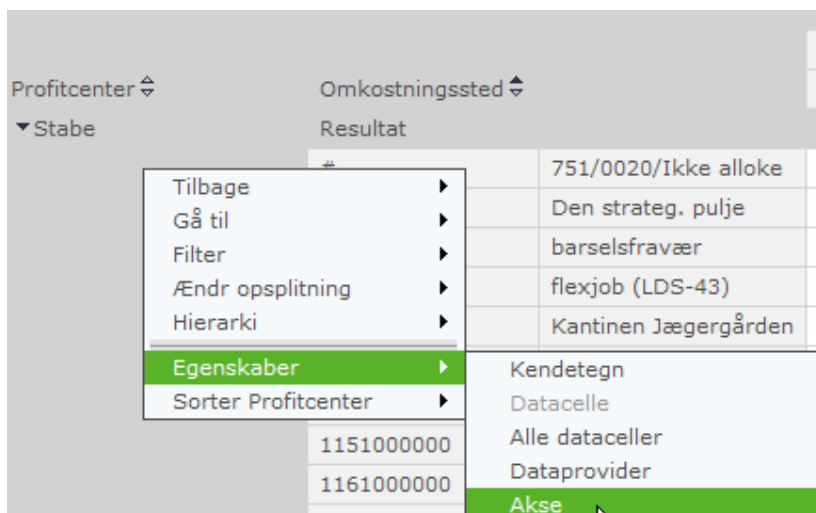 Profitcenter Omkostningssted
Stabe Resultat
# 751/0020/Ikke alloke
Tilbage
Den strateg. pulje
Gå til
Filter
barselsfravær
Ændr opsplitning
flexjob (LDS-43)
Hierarki
Kantinen Jægergården
Egenskaber
Kendetegn
Sorter Profitcenter
Datacelle
1151000000
Alle dataceller
1161000000
Dataprovider
Akse